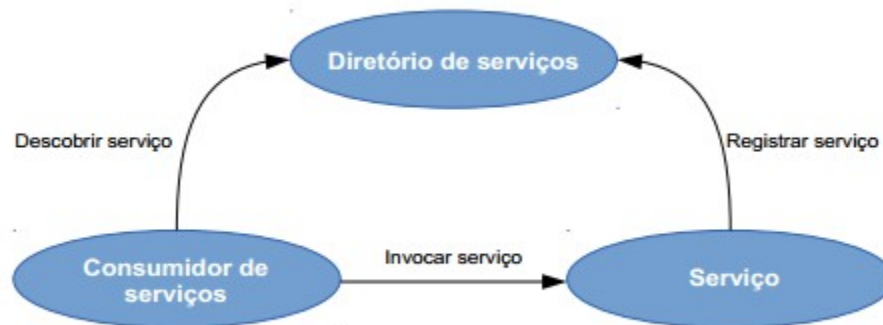 Diretório de serviços
Descobrir serviço
Registrar serviço
Invocar serviço
Consumidor de
serviços
Serviço